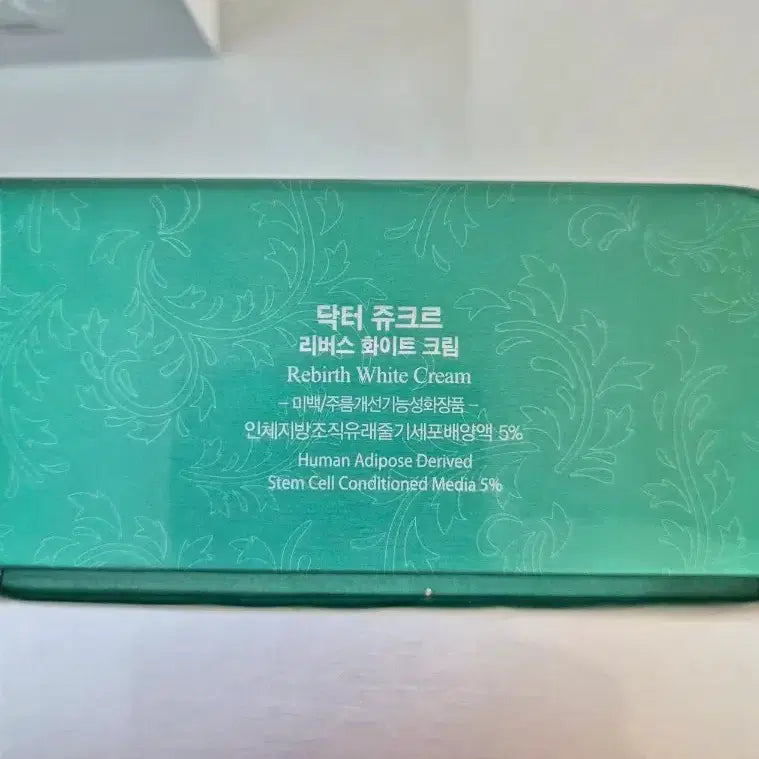 닥터 쥬크르
리버스 화이트 크림
Rebirth White Cream
– 미백/주름개선기능성화장품 –
인체지방조직유래줄기세포배양액 5%
Human Adipose Derived
Stem Cell Conditioned Media 5%